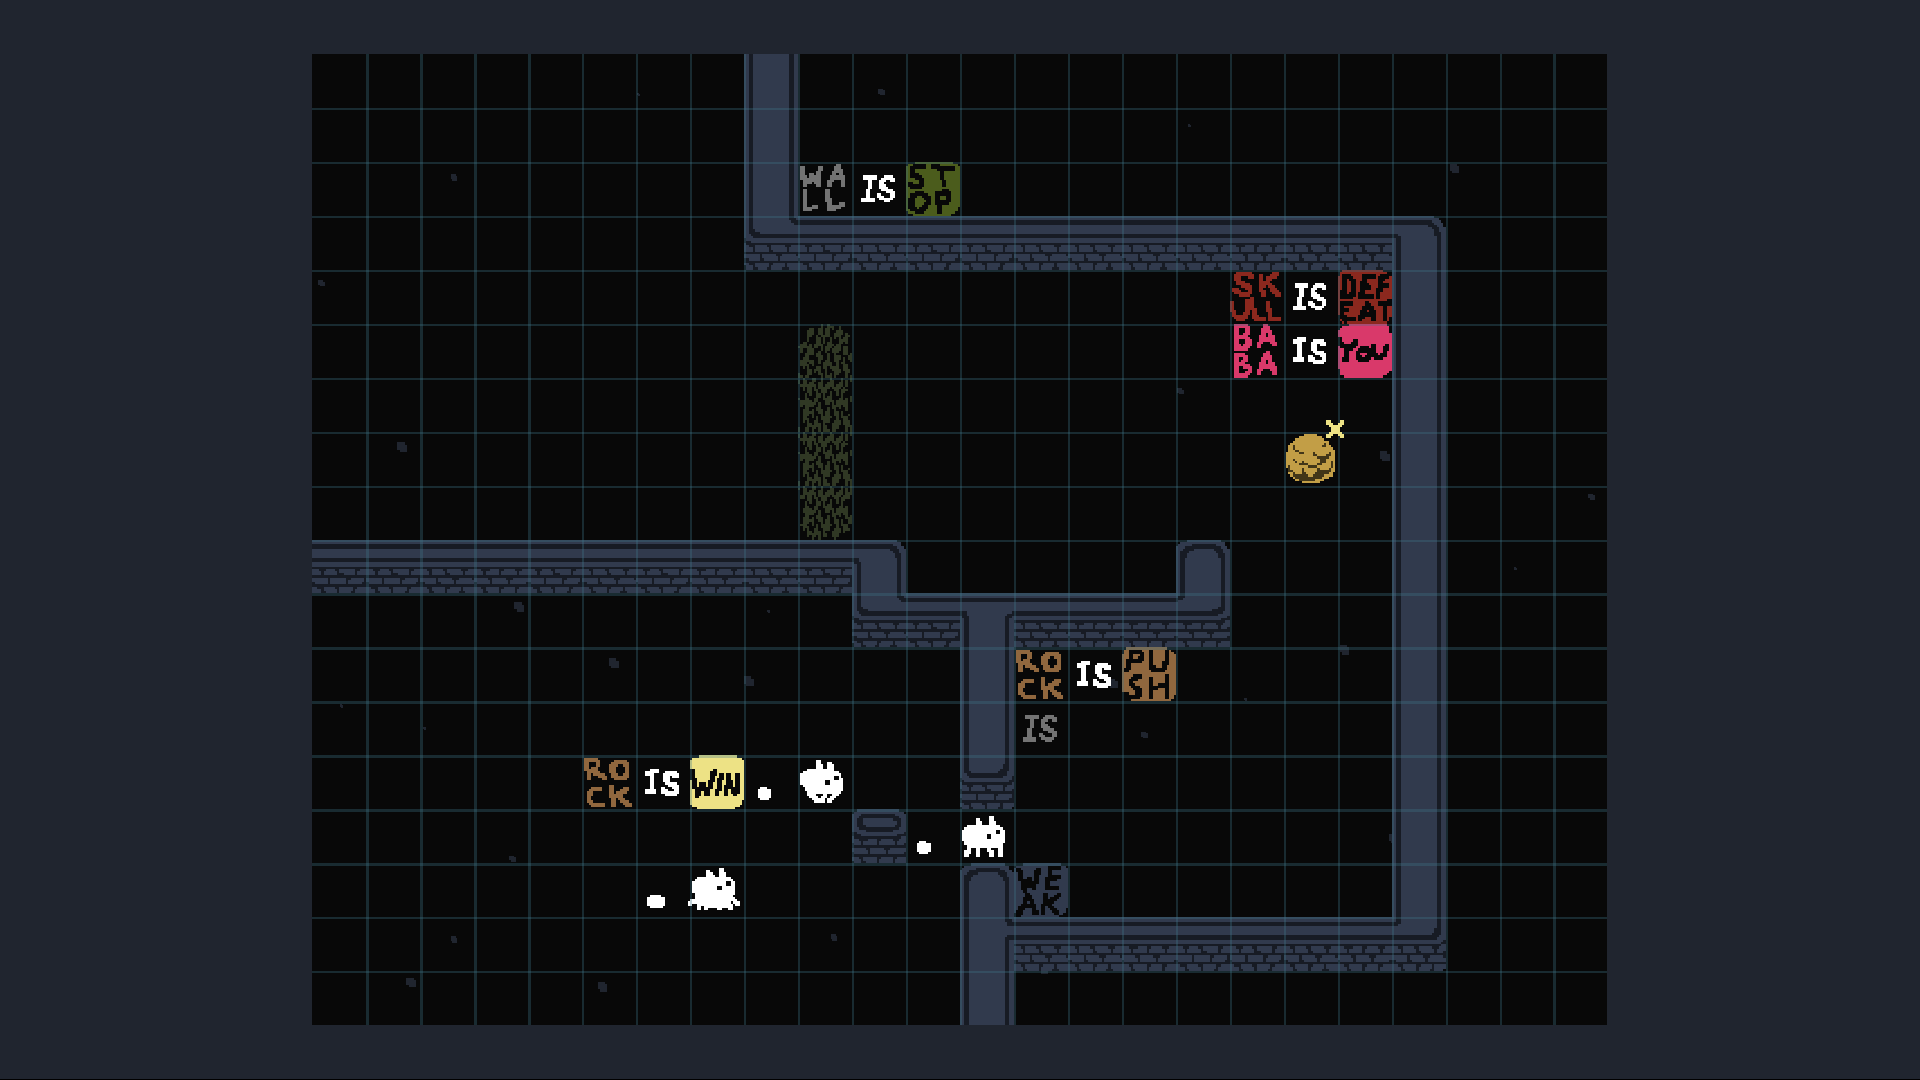 WALL IS STOP
SKULL IS DEFEAT
BABA IS YOU
ROCK IS PUSH
IS
ROCK IS WIN
WEAK